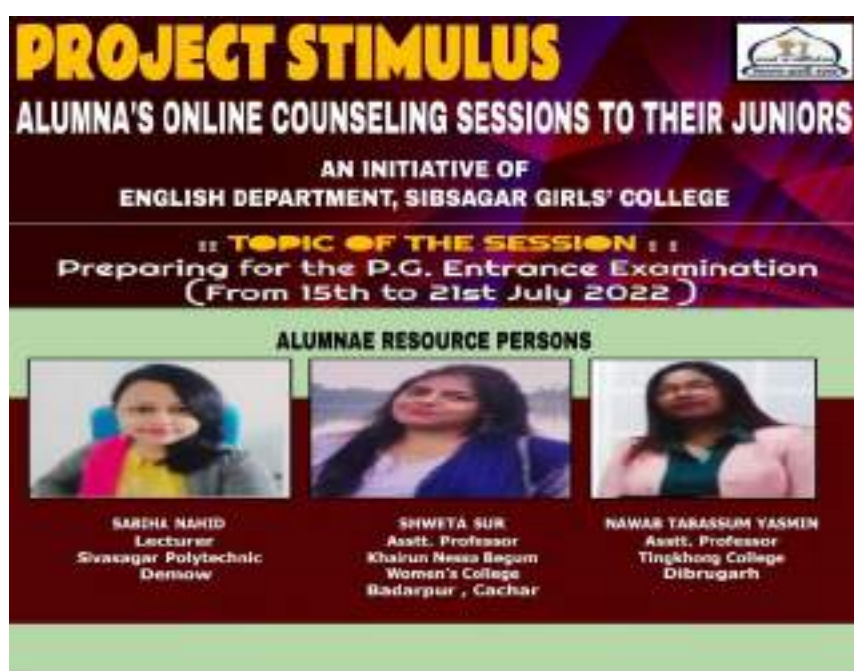 PROJECT STIMULUS
ALUMNA'S ONLINE COUNSELING SESSIONS TO THEIR JUNIORS
AN INITIATIVE OF
ENGLISH DEPARTMENT, SIBSAGAR GIRLS' COLLEGE
:: TOPIC OF THE SESSION ::
Preparing for the P.G. Entrance Examination
(From 15th to 21st July 2022)
ALUMNAE RESOURCE PERSONS
SABIHA NAHID
Lecturer
Sivasagar Polytechnic
Demow
SHWETA SUR
Asstt. Professor
Khairun Nessa Begum
Women's College
Badarpur , Cachar
NAWAB TABASSUM YASMIN
Asstt. Professor
Tingkhong College
Dibrugarh